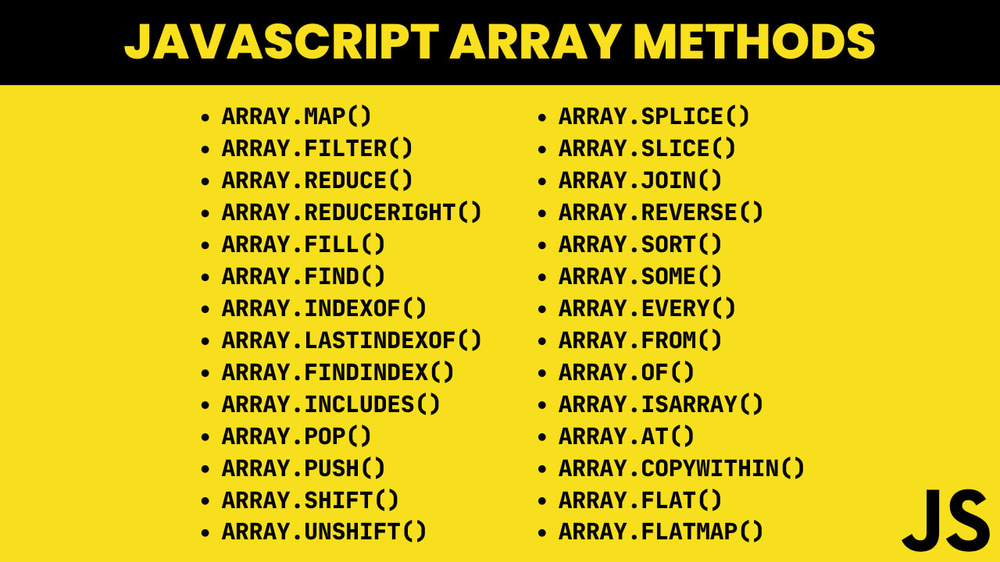 JAVASCRIPT ARRAY METHODS
ARRAY.MAP()
ARRAY.FILTER()
ARRAY.REDUCE()
ARRAY.REDUCERIGHT()
ARRAY.FILL()
ARRAY.FIND()
ARRAY.INDEXOF()
ARRAY.LASTINDEXOF()
ARRAY.FINDINDEX()
ARRAY.INCLUDES()
ARRAY.POP()
ARRAY.PUSH()
ARRAY.SHIFT()
ARRAY.UNSHIFT()
ARRAY.SPLICE()
ARRAY.SLICE()
ARRAY.JOIN()
ARRAY.REVERSE()
ARRAY.SORT()
ARRAY.SOME()
ARRAY.EVERY()
ARRAY.FROM()
ARRAY.OF()
ARRAY.ISARRAY()
ARRAY.AT()
ARRAY.COPYWITHIN()
ARRAY.FLAT()
ARRAY.FLATMAP()
JS